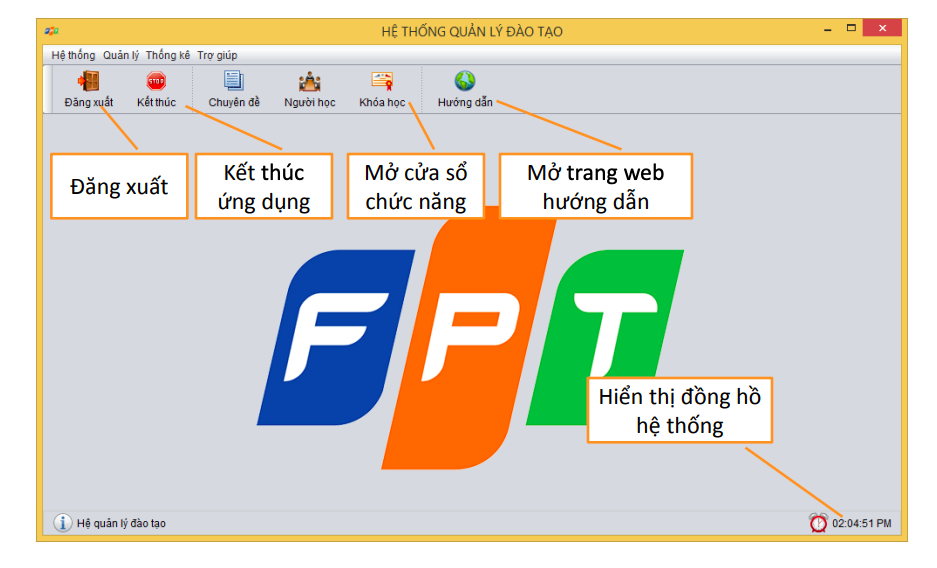 HỆ THỐNG QUẢN LÝ ĐÀO TẠO
Hệ thống Quản lý Thống kê Trợ giúp
Đăng xuất Kết thúc Chuyên đề Người học Khóa học Hướng dẫn
Đăng xuất
Kết thúc
ứng dụng
Mở cửa sổ
chức năng
Mở trang web
hướng dẫn
FPT
Hiển thị đồng hồ
hệ thống
Hệ quản lý đào tạo
02:04:51 PM